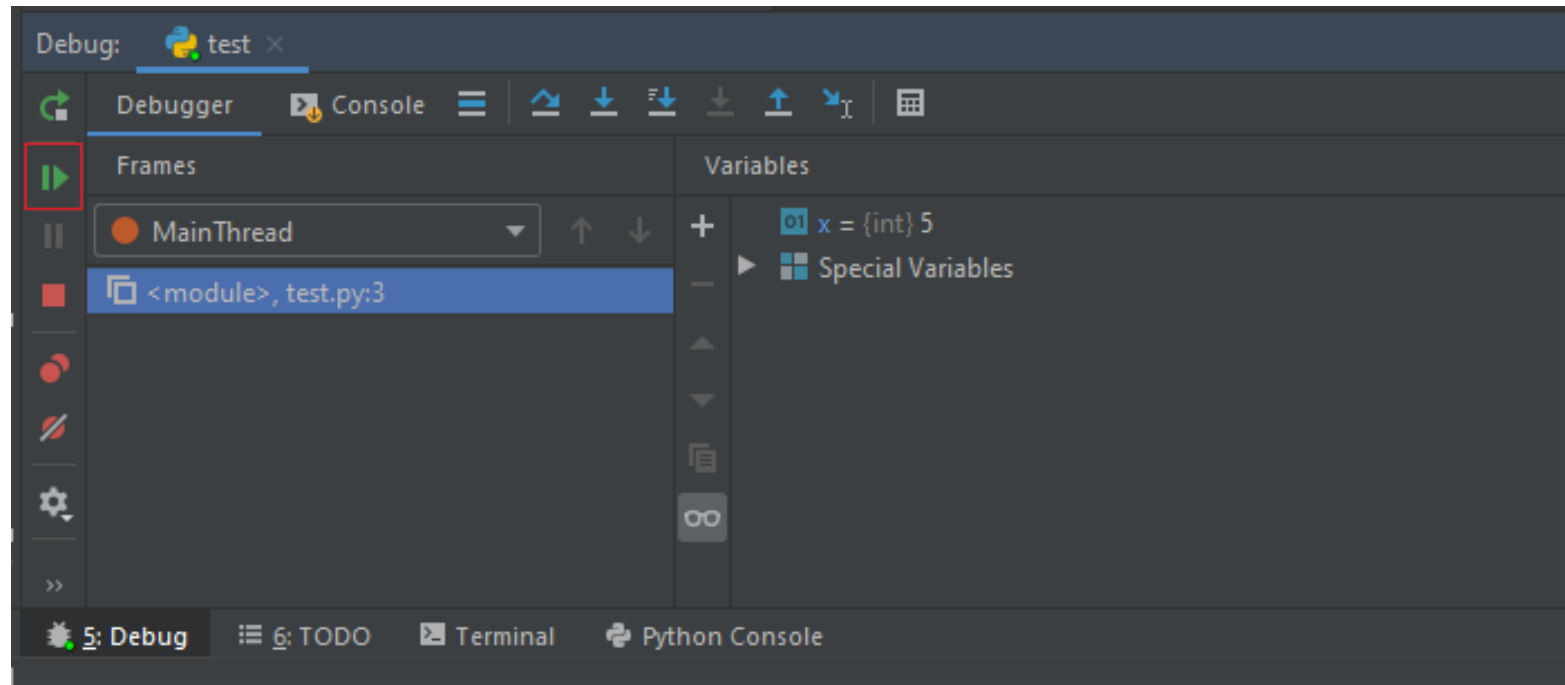 Debug: test
Debugger Console
Frames
Variables
MainThread
<module>, test.py:3
01 x = {int} 5
Special Variables
5: Debug 6: TODO Terminal Python Console